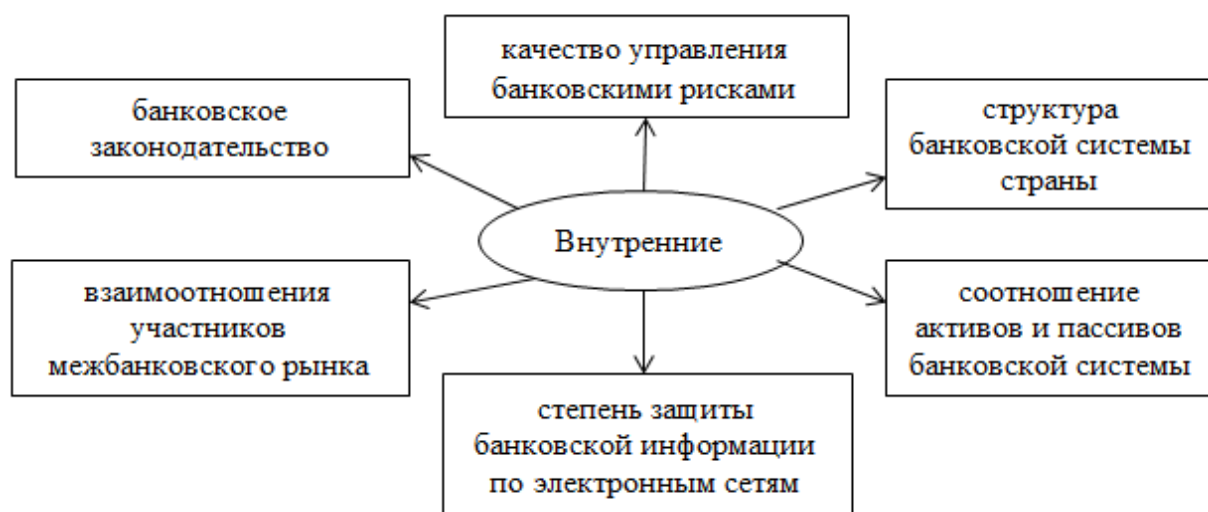 качество управления
банковскими рисками
банковское
законодательство
структура
банковской системы
страны
Внутренние
взаимоотношения
участников
межбанковского рынка
соотношение
активов и пассивов
банковской системы
степень защиты
банковской информации
по электронным сетям